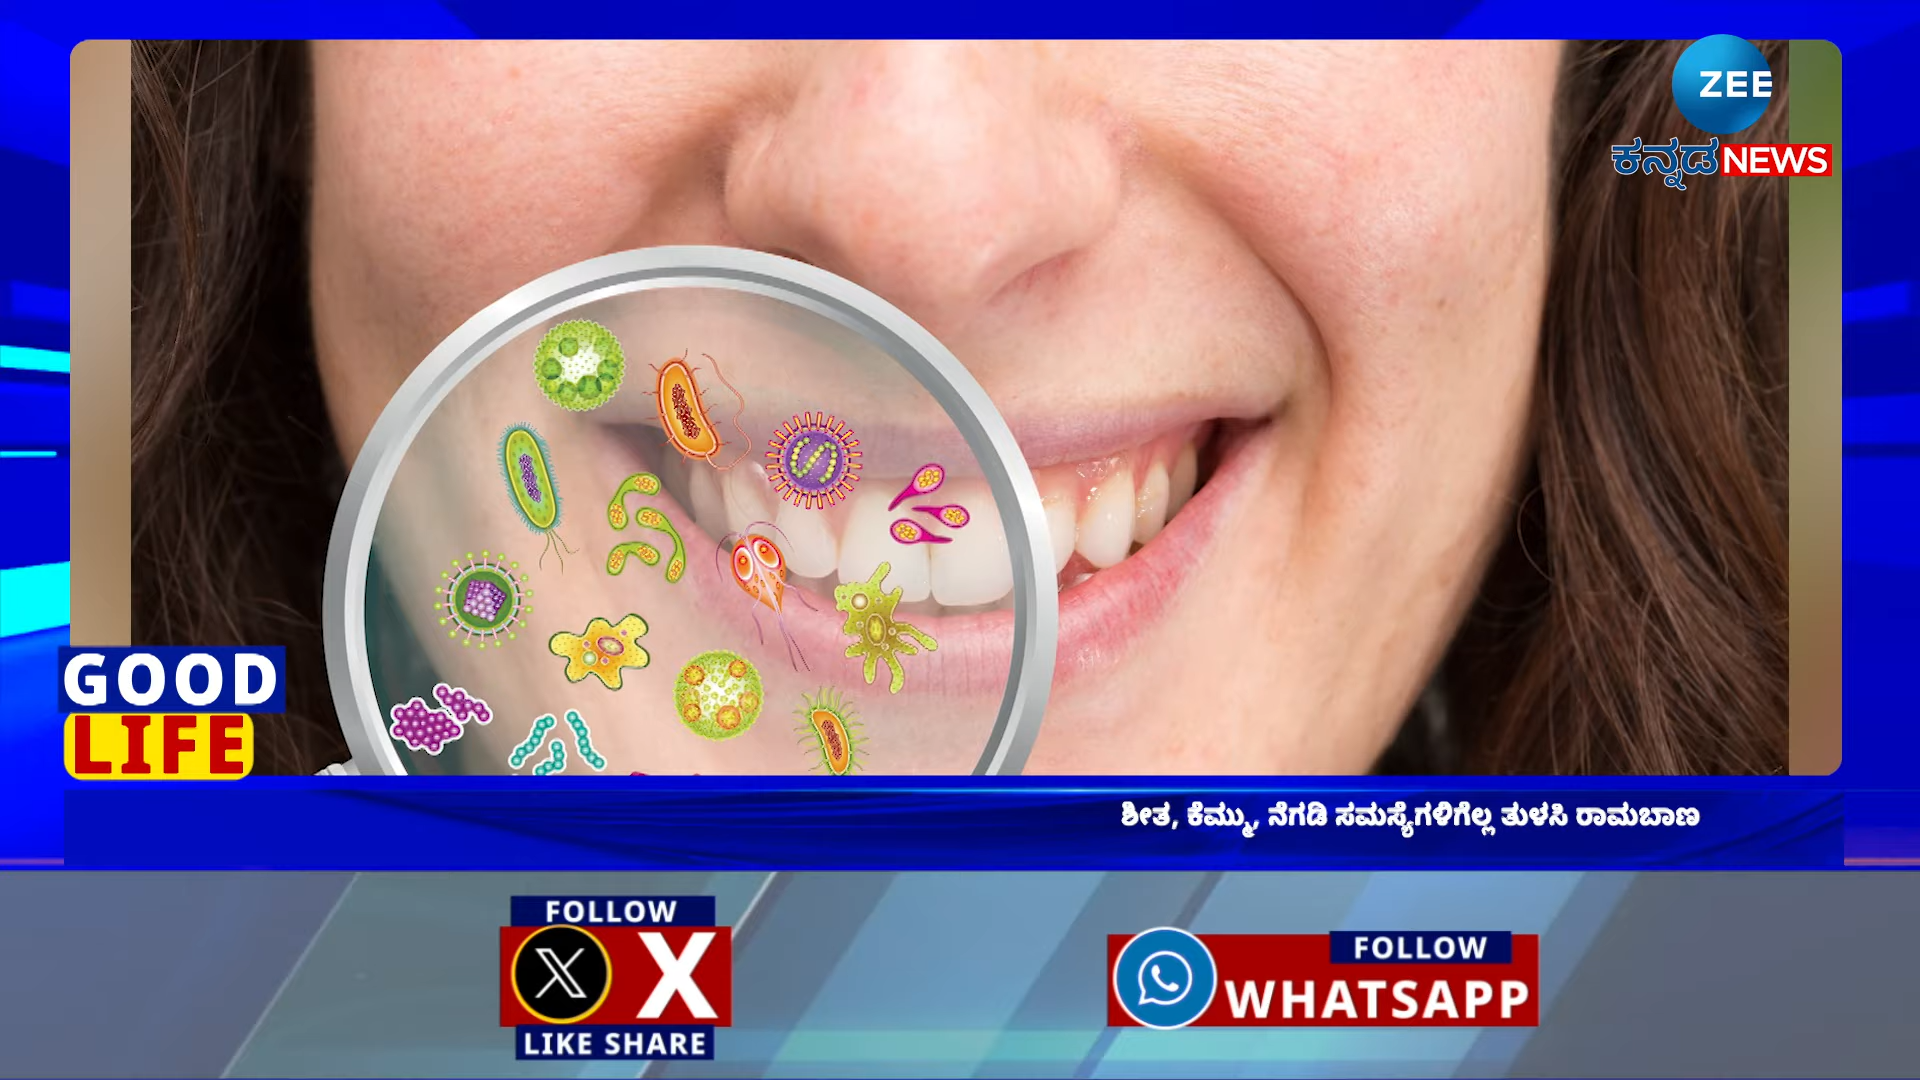 ZEE
ಕನ್ನಡ NEWS
GOOD
LIFE
ಶೀತ, ಕೆಮ್ಮು, ನೆಗಡಿ ಸಮಸ್ಯೆಗಳಿಗೆಲ್ಲ ತುಳಸಿ ರಾಮಬಾಣ
FOLLOW
X
LIKE SHARE
FOLLOW
WHATSAPP